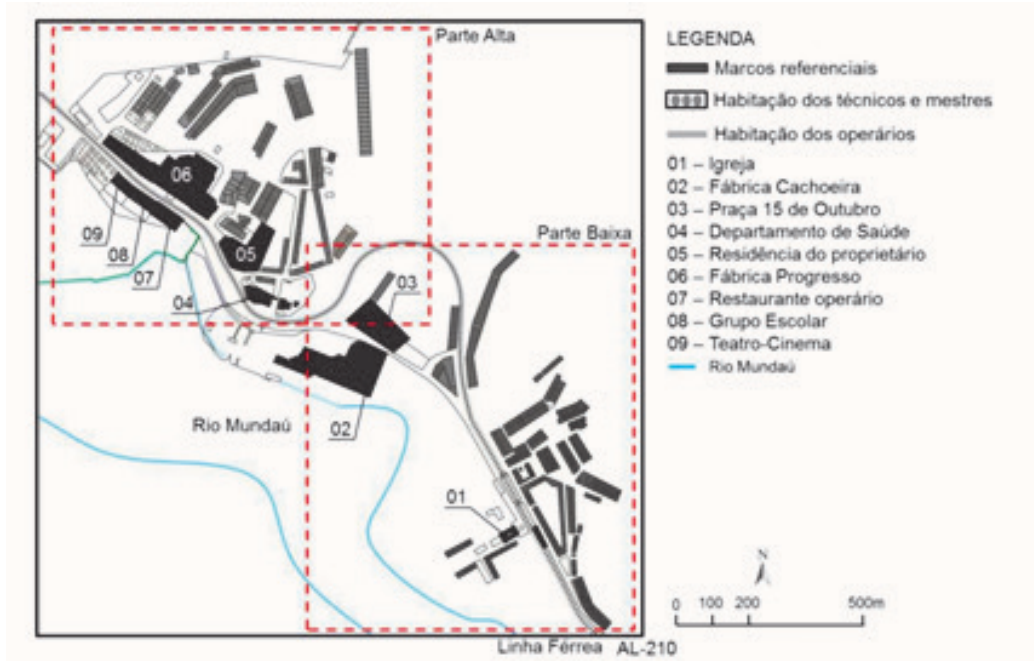 Parte Alta
06
09
08
07
05
04
03
Parte Baixa
Rio Mundaú
02
01
Linha Férrea AL-210
LEGENDA
Marcos referenciais
Habitação dos técnicos e mestres
Habitação dos operários
01 – Igreja
02 – Fábrica Cachoeira
03 – Praça 15 de Outubro
04 – Departamento de Saúde
05 – Residência do proprietário
06 – Fábrica Progresso
07 – Restaurante operário
08 – Grupo Escolar
09 – Teatro-Cinema
Rio Mundaú
N
0 100 200 500m